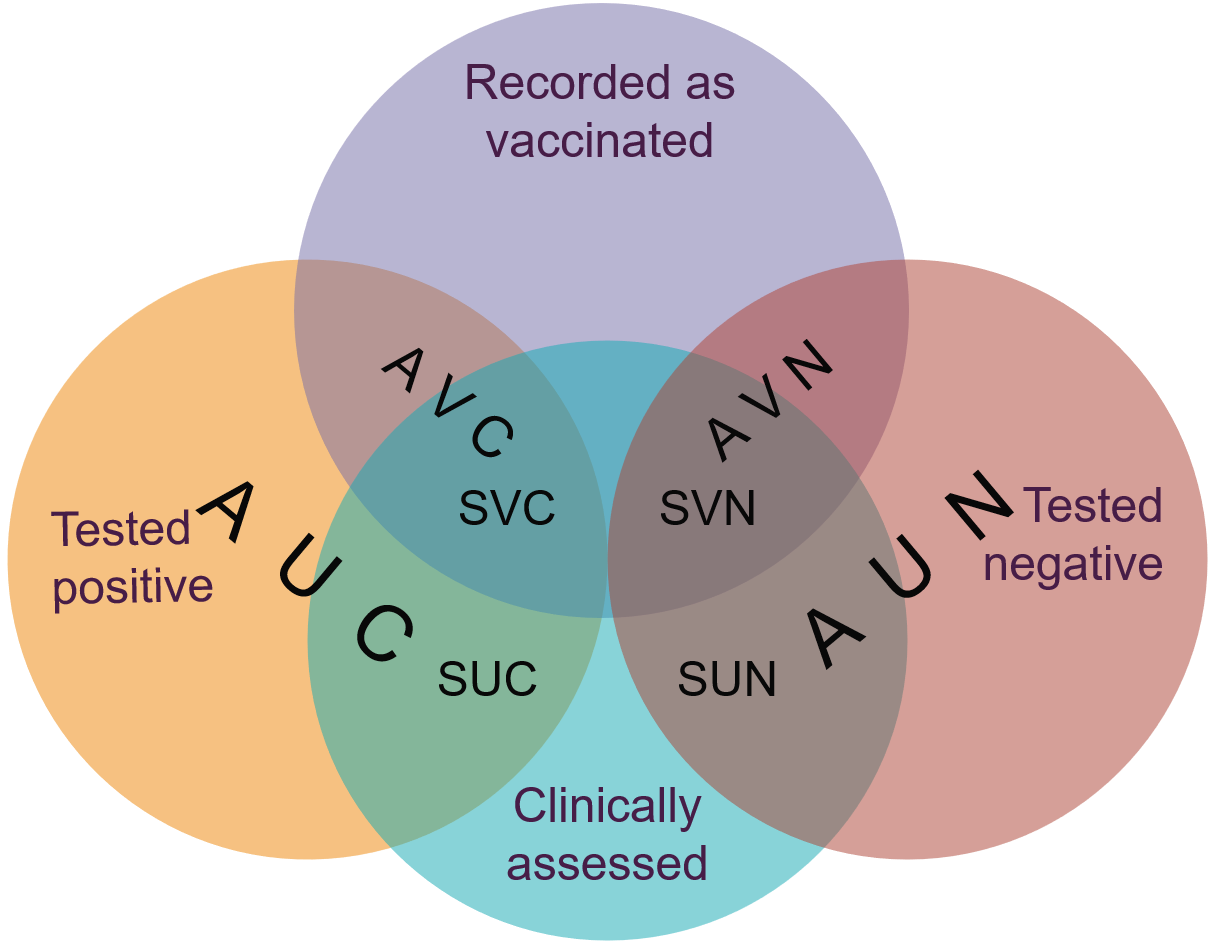 Recorded as
vaccinated
AVC
AVN
SVC
SVN
Tested
positive
AUC
AUN
Tested
negative
SUC
SUN
Clinically
assessed